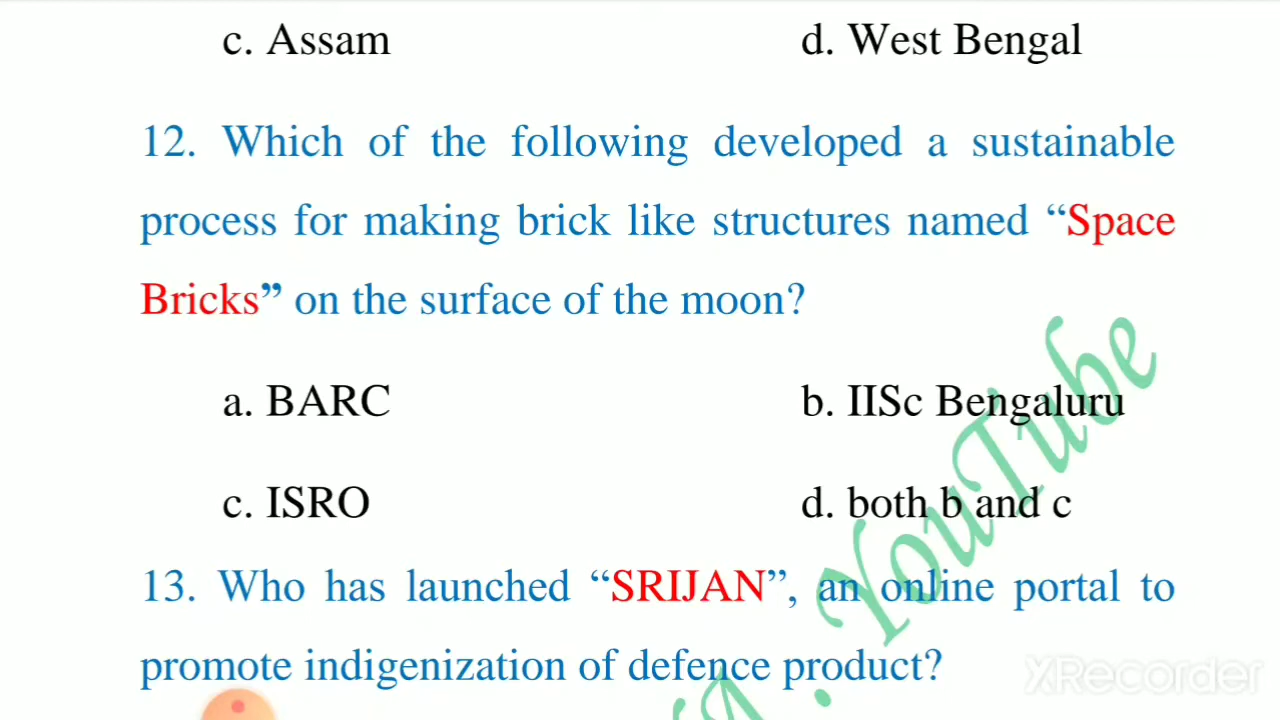 c. Assam d. West Bengal
12. Which of the following developed a sustainable
process for making brick like structures named “Space
Bricks” on the surface of the moon?
a. BARC b. IISc Bengaluru
c. ISRO d. both b and c
13. Who has launched “SRIJAN”, an online portal to
promote indigenization of defence product?
YouTube
XRecorder